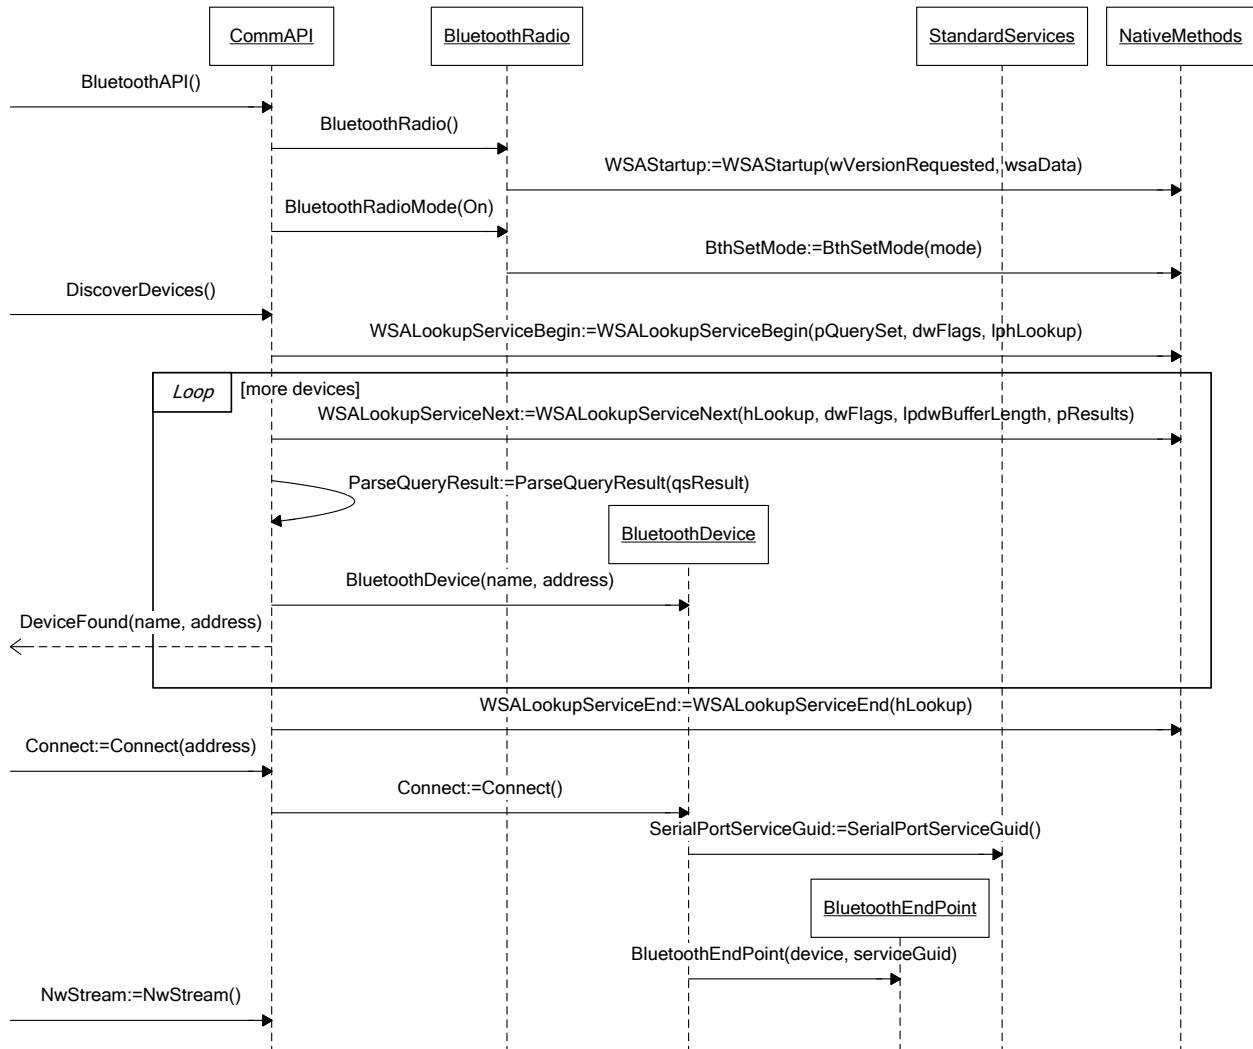 CommAPI
BluetoothRadio
StandardServices
NativeMethods
BluetoothAPI()
BluetoothRadio()
WSAStartup:=WSAStartup(wVersionRequested, wsaData)
BluetoothRadioMode(On)
BthSetMode:=BthSetMode(mode)
DiscoverDevices()
WSALookupServiceBegin:=WSALookupServiceBegin(pQuerySet, dwFlags, lphLookup)
Loop
[more devices]
WSALookupServiceNext:=WSALookupServiceNext(hLookup, dwFlags, lpdwBufferLength, pResults)
ParseQueryResult:=ParseQueryResult(qsResult)
BluetoothDevice
BluetoothDevice(name, address)
DeviceFound(name, address)
WSALookupServiceEnd:=WSALookupServiceEnd(hLookup)
Connect:=Connect(address)
Connect:=Connect()
SerialPortServiceGuid:=SerialPortServiceGuid()
BluetoothEndPoint
BluetoothEndPoint(device, serviceGuid)
NwStream:=NwStream()